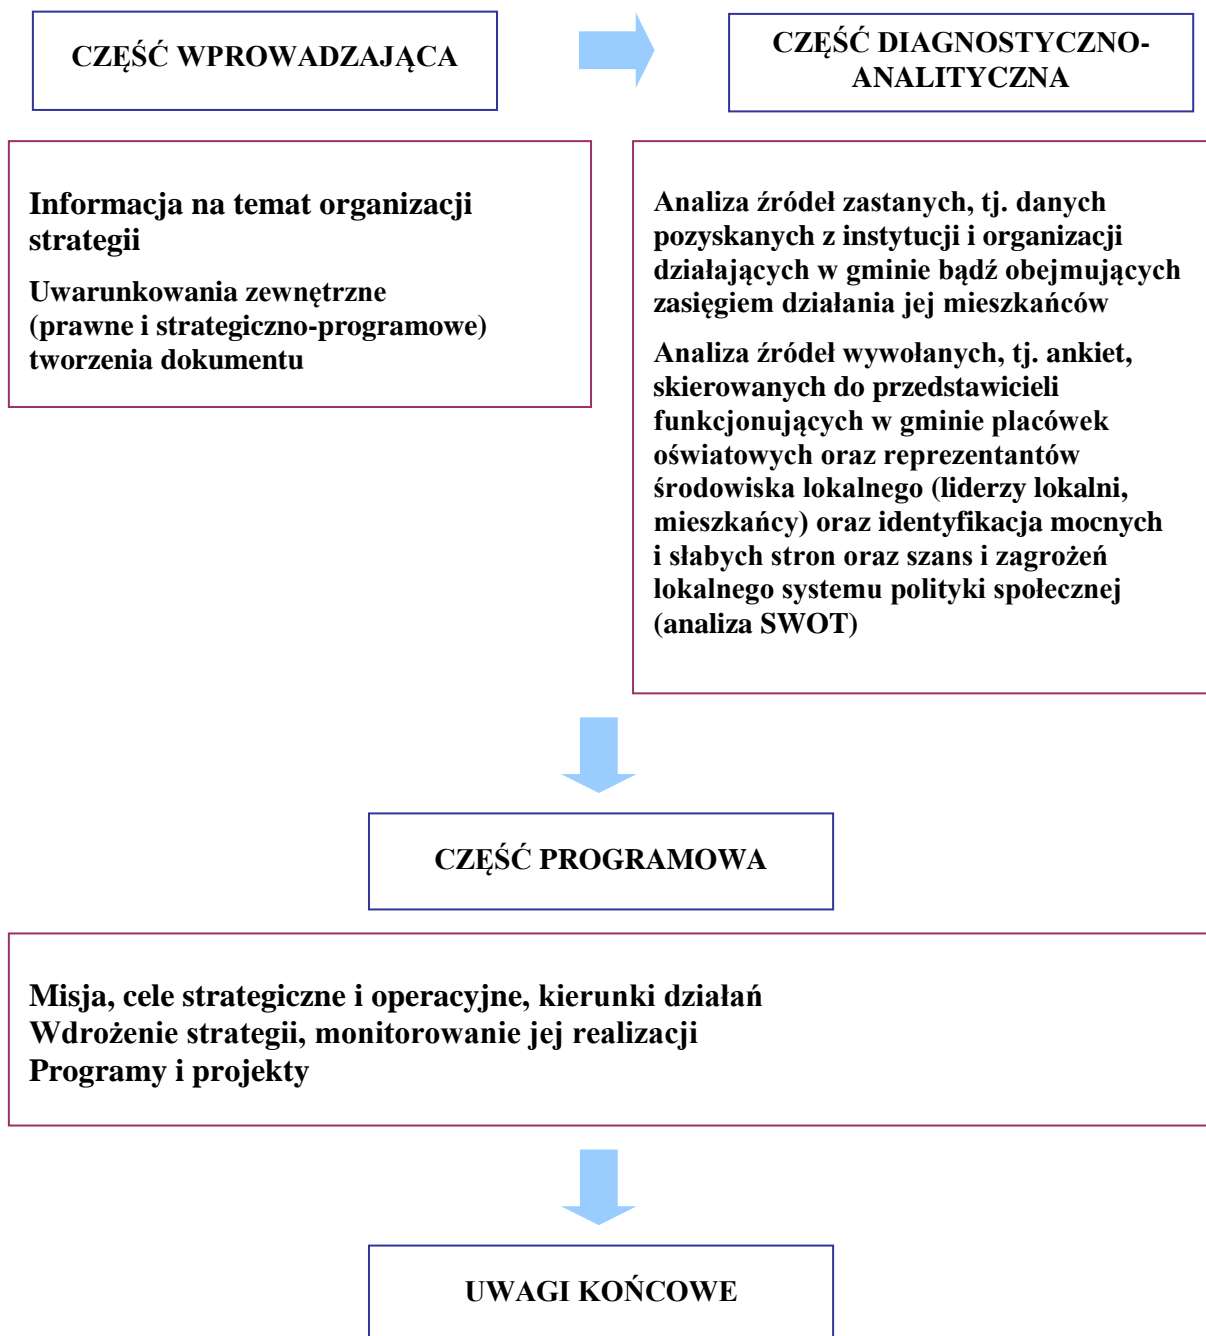 CZĘŚĆ WPROWADZAJĄCA
CZĘŚĆ DIAGNOSTYCZNO-
ANALITYCZNA
Informacja na temat organizacji
strategii
Uwarunkowania zewnętrzne
(prawne i strategiczno-programowe)
tworzenia dokumentu
Analiza źródeł zastanych, tj. danych
pozyskanych z instytucji i organizacji
działających w gminie bądź obejmujących
zasięgiem działania jej mieszkańców
Analiza źródeł wywołanych, tj. ankiet,
skierowanych do przedstawicieli
funkcjonujących w gminie placówek
oświatowych oraz reprezentantów
środowiska lokalnego (liderzy lokalni,
mieszkańcy) oraz identyfikacja mocnych
i słabych stron oraz szans i zagrożeń
lokalnego systemu polityki społecznej
(analiza SWOT)
CZĘŚĆ PROGRAMOWA
Misja, cele strategiczne i operacyjne, kierunki działań
Wdrożenie strategii, monitorowanie jej realizacji
Programy i projekty
UWAGI KOŃCOWE